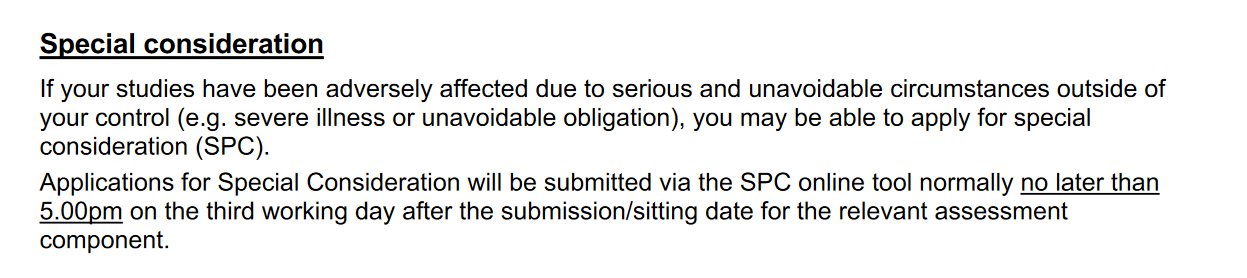 Special consideration
If your studies have been adversely affected due to serious and unavoidable circumstances outside of
your control (e.g. severe illness or unavoidable obligation), you may be able to apply for special
consideration (SPC).
Applications for Special Consideration will be submitted via the SPC online tool normally no later than
5.00pm on the third working day after the submission/sitting date for the relevant assessment
component.